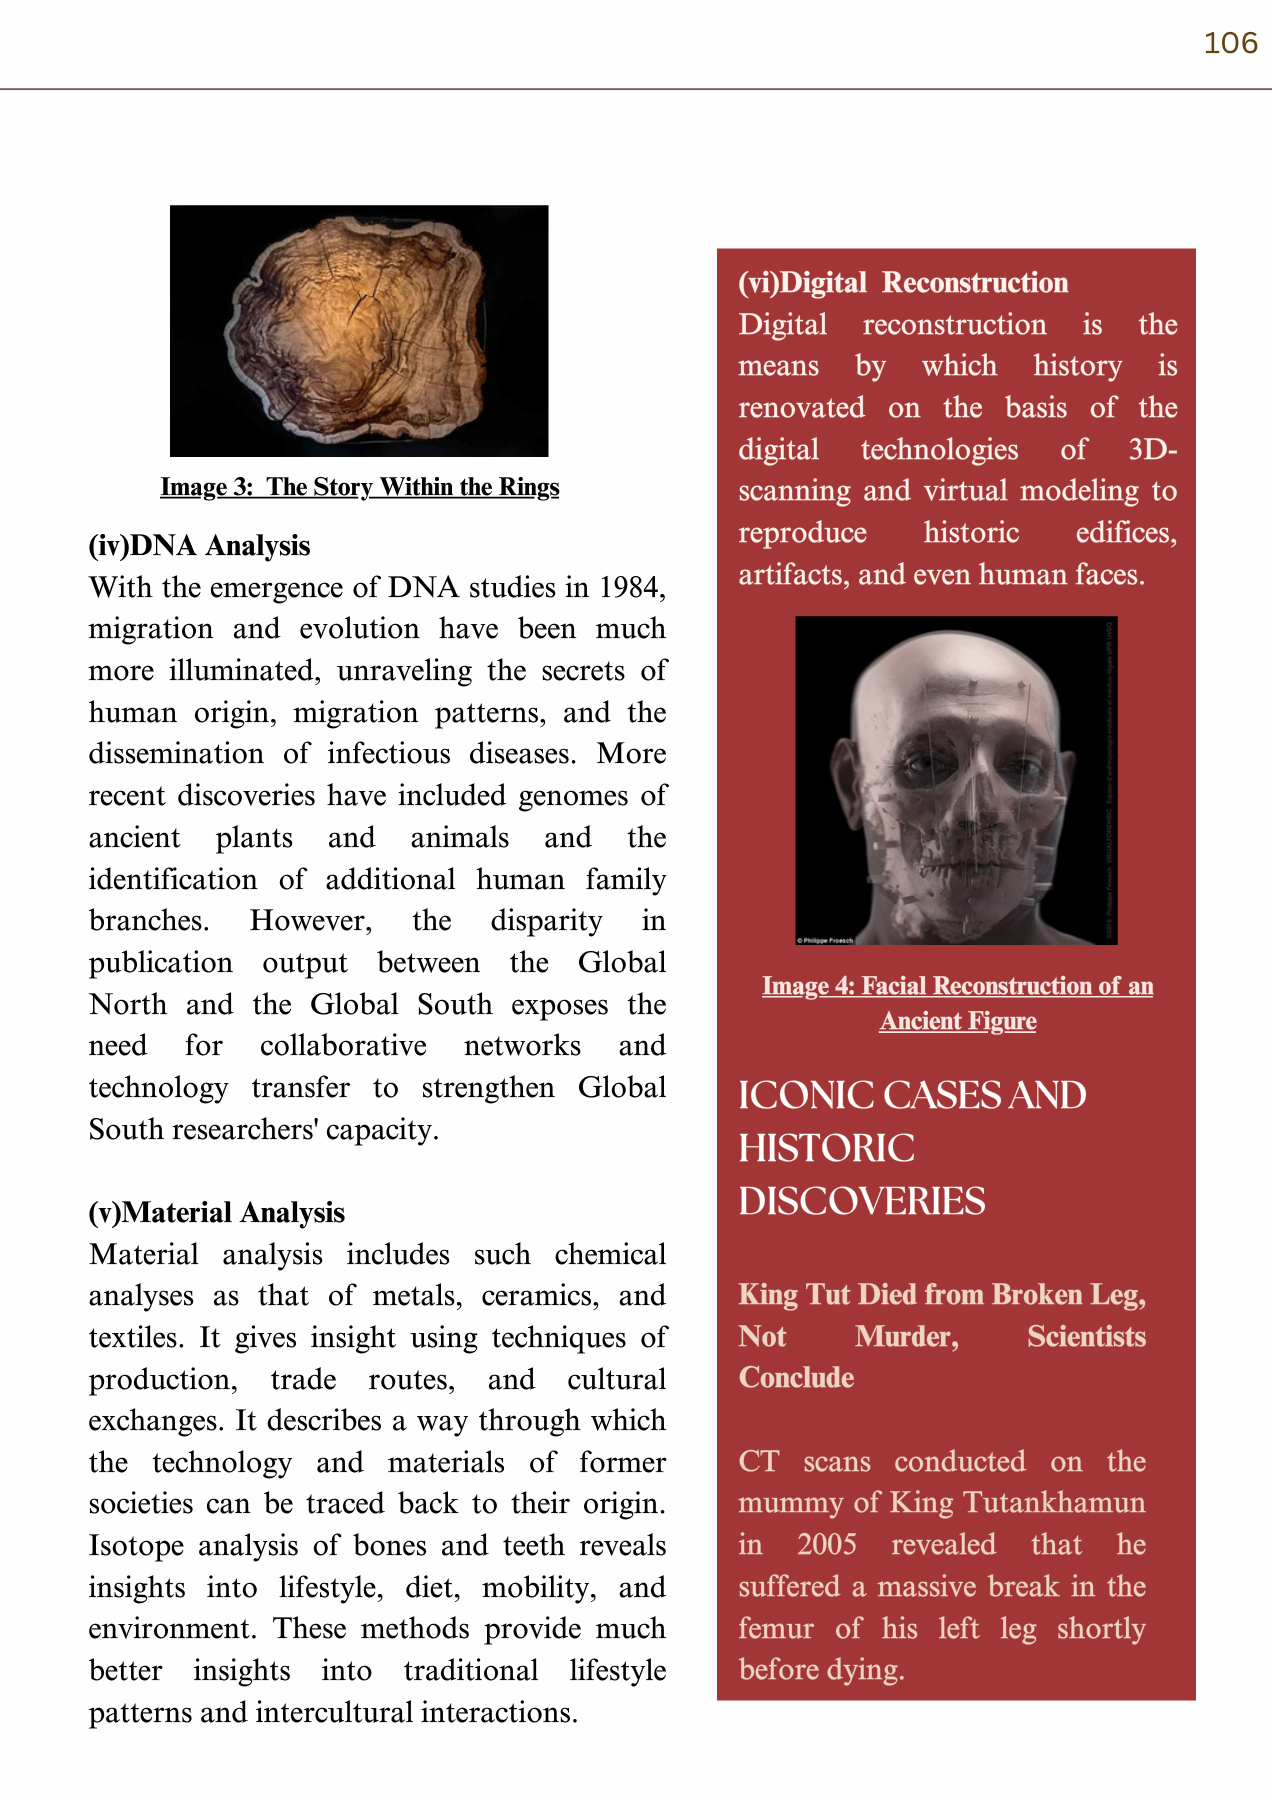 106
Image 3: The Story Within the Rings
(iv)DNA Analysis
With the emergence of DNA studies in 1984,
migration and evolution have been much
more illuminated, unraveling the secrets of
human origin, migration patterns, and the
dissemination of infectious diseases. More
recent discoveries have included genomes of
ancient plants and animals and the
identification of additional human family
branches. However, the disparity in
publication output between the Global
North and the Global South exposes the
need for collaborative networks and
technology transfer to strengthen Global
South researchers' capacity.
(v)Material Analysis
Material analysis includes such chemical
analyses as that of metals, ceramics, and
textiles. It gives insight using techniques of
production, trade routes, and cultural
exchanges. It describes a way through which
the technology and materials of former
societies can be traced back to their origin.
Isotope analysis of bones and teeth reveals
insights into lifestyle, diet, mobility, and
environment. These methods provide much
better insights into traditional lifestyle
patterns and intercultural interactions.
(vi)Digital Reconstruction
Digital reconstruction is the
means by which history is
renovated on the basis of the
digital technologies of 3D-
scanning and virtual modeling to
reproduce historic edifices,
artifacts, and even human faces.
© Philippe Froesch
Image 4: Facial Reconstruction of an
Ancient Figure
ICONIC CASES AND
HISTORIC
DISCOVERIES
King Tut Died from Broken Leg,
Not Murder, Scientists
Conclude
CT scans conducted on the
mummy of King Tutankhamun
in 2005 revealed that he
suffered a massive break in the
femur of his left leg shortly
before dying.